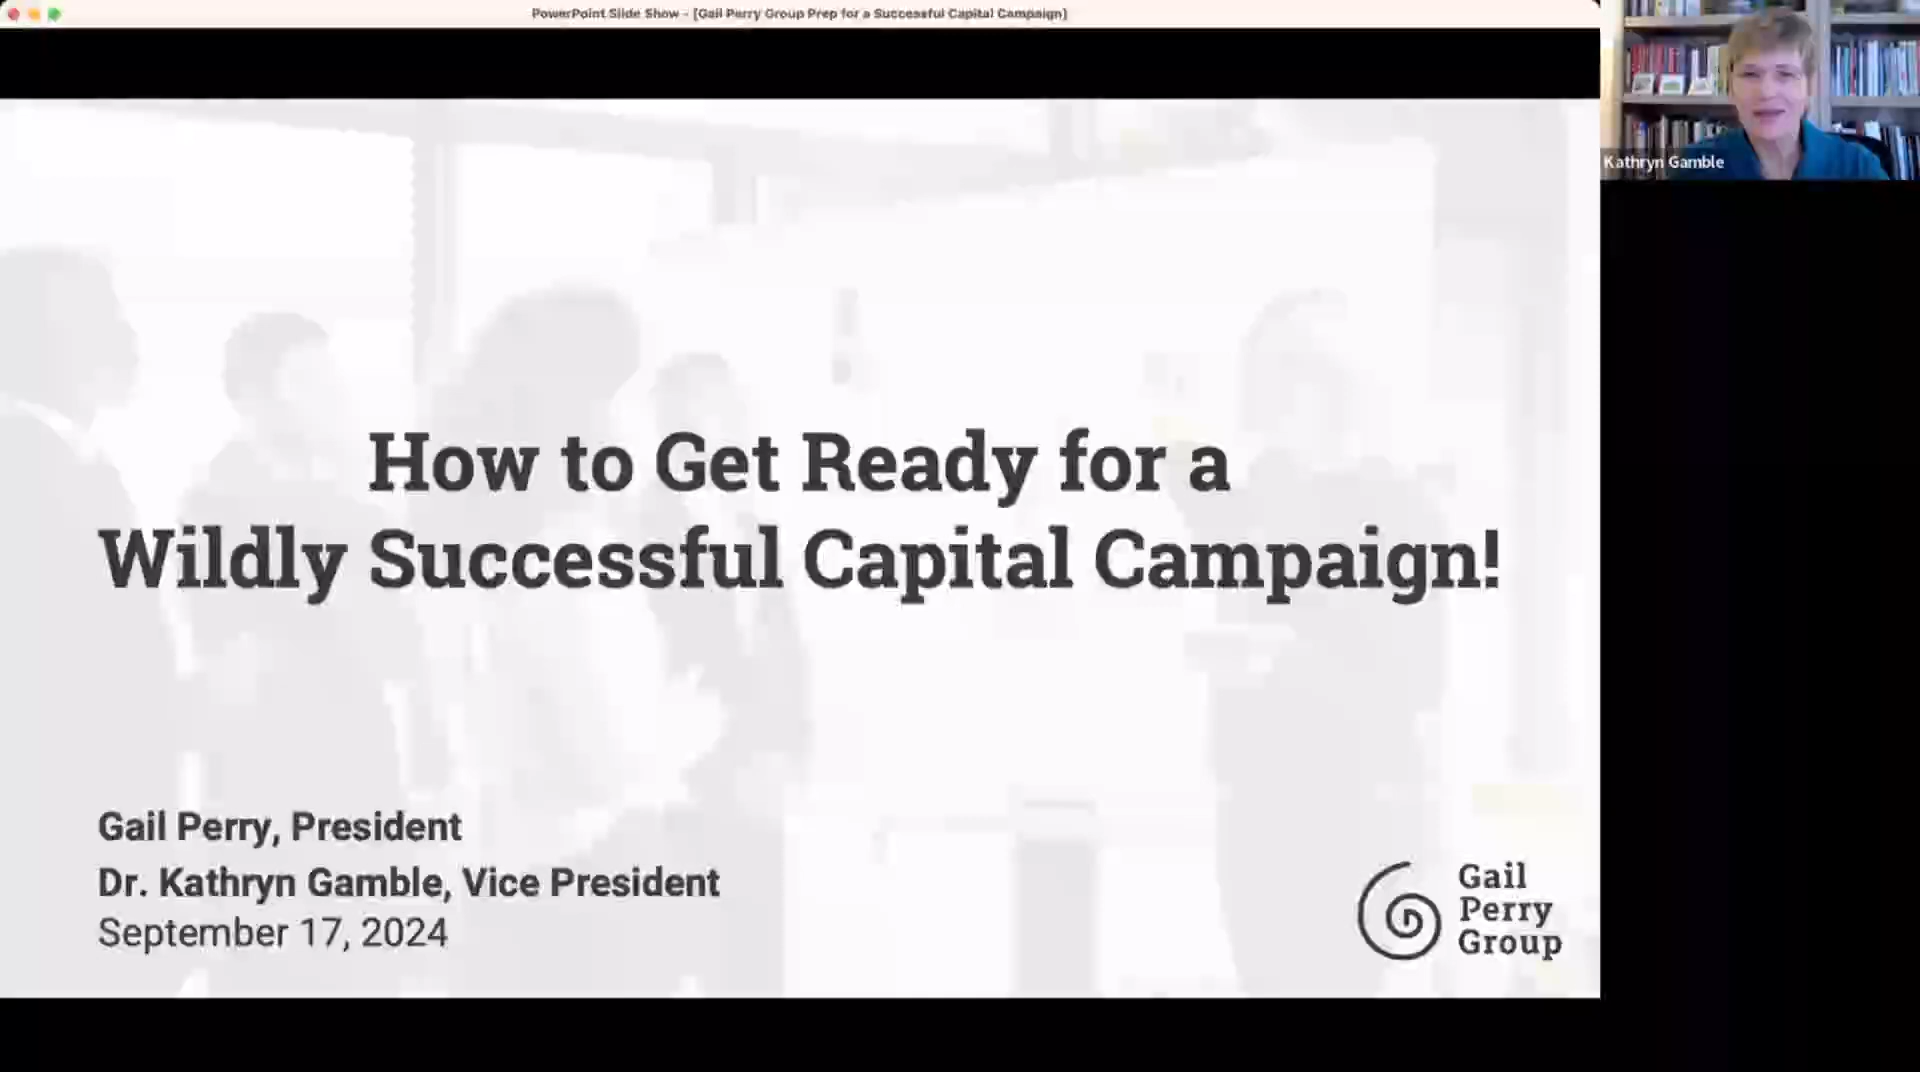 PowerPoint Slide Show - [Gail Perry Group Prep for a Successful Capital Campaign]
Kathryn Gamble
How to Get Ready for a
Wildly Successful Capital Campaign!
Gail Perry, President
Dr. Kathryn Gamble, Vice President
September 17, 2024
Gail
Perry
Group